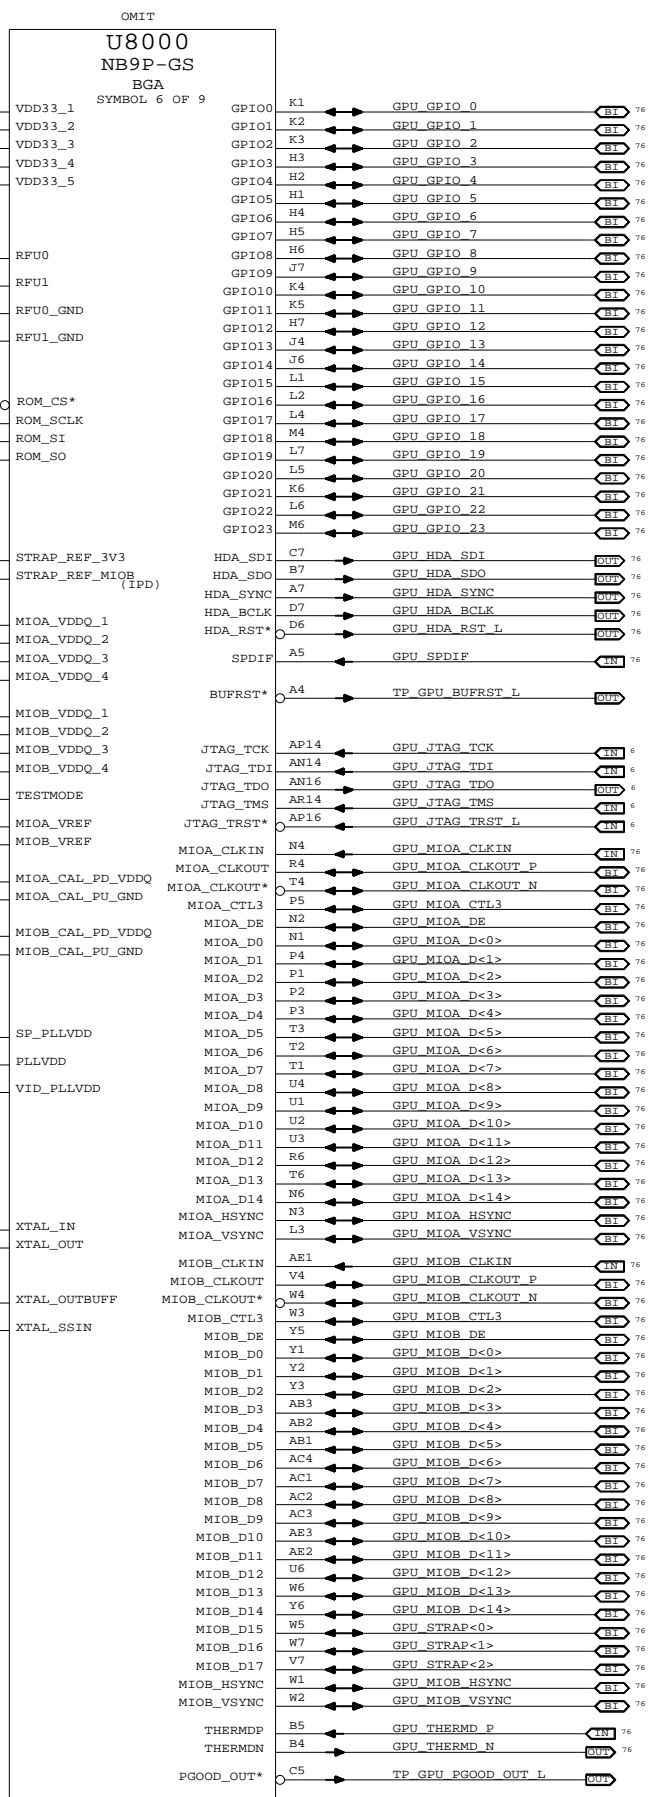 OMIT
U8000
NB9P-GS
BGA
SYMBOL 6 OF 9
VDD33_1 GPIO0 K1 GPU_GPIO_0 BI 76
VDD33_2 GPIO1 K2 GPU_GPIO_1 BI 76
VDD33_3 GPIO2 K3 GPU_GPIO_2 BI 76
VDD33_4 GPIO3 H3 GPU_GPIO_3 BI 76
VDD33_5 GPIO4 H2 GPU_GPIO_4 BI 76
GPIO5 H1 GPU_GPIO_5 BI 76
GPIO6 H4 GPU_GPIO_6 BI 76
GPIO7 H5 GPU_GPIO_7 BI 76
RFU0 GPIO8 H6 GPU_GPIO_8 BI 76
GPIO9 J7 GPU_GPIO_9 BI 76
RFU1 GPIO10 K4 GPU_GPIO_10 BI 76
RFU0_GND GPIO11 K5 GPU_GPIO_11 BI 76
GPIO12 H7 GPU_GPIO_12 BI 76
RFU1_GND GPIO13 J4 GPU_GPIO_13 BI 76
GPIO14 J6 GPU_GPIO_14 BI 76
GPIO15 L1 GPU_GPIO_15 BI 76
ROM_CS* GPIO16 L2 GPU_GPIO_16 BI 76
ROM_SCLK GPIO17 L4 GPU_GPIO_17 BI 76
ROM_SI GPIO18 M4 GPU_GPIO_18 BI 76
ROM_SO GPIO19 L7 GPU_GPIO_19 BI 76
GPIO20 L5 GPU_GPIO_20 BI 76
GPIO21 K6 GPU_GPIO_21 BI 76
GPIO22 L6 GPU_GPIO_22 BI 76
GPIO23 M6 GPU_GPIO_23 BI 76
STRAP_REF_3V3 HDA_SDI C7 GPU_HDA_SDI OUT 76
STRAP_REF_MIOB HDA_SDO B7 GPU_HDA_SDO OUT 76
(IPD) HDA_SYNC A7 GPU_HDA_SYNC OUT 76
HDA_BCLK D7 GPU_HDA_BCLK OUT 76
MIOA_VDDQ_1 HDA_RST* D6 GPU_HDA_RST_L OUT 76
MIOA_VDDQ_2
MIOA_VDDQ_3 SPDIF A5 GPU_SPDIF IN 76
MIOA_VDDQ_4
BUFRST* A4 TP_GPU_BUFRST_L OUT
MIOB_VDDQ_1
MIOB_VDDQ_2
MIOB_VDDQ_3 JTAG_TCK AP14 GPU_JTAG_TCK IN 6
MIOB_VDDQ_4 JTAG_TDI AN14 GPU_JTAG_TDI IN 6
TESTMODE JTAG_TDO AN16 GPU_JTAG_TDO OUT 6
JTAG_TMS AR14 GPU_JTAG_TMS IN 6
MIOA_VREF JTAG_TRST* AP16 GPU_JTAG_TRST_L IN 6
MIOB_VREF
MIOA_CLKIN N4 GPU_MIOA_CLKIN IN 76
MIOA_CLKOUT R4 GPU_MIOA_CLKOUT_P BI 76
MIOA_CAL_PD_VDDQ MIOA_CLKOUT* T4 GPU_MIOA_CLKOUT_N BI 76
MIOA_CAL_PU_GND MIOA_CTL3 P5 GPU_MIOA_CTL3 BI 76
MIOA_DE N2 GPU_MIOA_DE BI 76
MIOB_CAL_PD_VDDQ MIOA_D0 N1 GPU_MIOA_D<0> BI 76
MIOB_CAL_PU_GND MIOA_D1 P4 GPU_MIOA_D<1> BI 76
MIOA_D2 P1 GPU_MIOA_D<2> BI 76
MIOA_D3 P2 GPU_MIOA_D<3> BI 76
MIOA_D4 P3 GPU_MIOA_D<4> BI 76
SP_PLLVDD MIOA_D5 T3 GPU_MIOA_D<5> BI 76
MIOA_D6 T2 GPU_MIOA_D<6> BI 76
PLLVDD MIOA_D7 T1 GPU_MIOA_D<7> BI 76
VID_PLLVDD MIOA_D8 U4 GPU_MIOA_D<8> BI 76
MIOA_D9 U1 GPU_MIOA_D<9> BI 76
MIOA_D10 U2 GPU_MIOA_D<10> BI 76
MIOA_D11 U3 GPU_MIOA_D<11> BI 76
MIOA_D12 R6 GPU_MIOA_D<12> BI 76
MIOA_D13 T6 GPU_MIOA_D<13> BI 76
MIOA_D14 N6 GPU_MIOA_D<14> BI 76
MIOA_HSYNC N3 GPU_MIOA_HSYNC BI 76
XTAL_IN MIOA_VSYNC L3 GPU_MIOA_VSYNC BI 76
XTAL_OUT
MIOB_CLKIN AE1 GPU_MIOB_CLKIN IN 76
MIOB_CLKOUT V4 GPU_MIOB_CLKOUT_P BI 76
XTAL_OUTBUFF MIOB_CLKOUT* W4 GPU_MIOB_CLKOUT_N BI 76
MIOB_CTL3 W3 GPU_MIOB_CTL3 BI 76
XTAL_SSIN MIOB_DE Y5 GPU_MIOB_DE BI 76
MIOB_D0 Y1 GPU_MIOB_D<0> BI 76
MIOB_D1 Y2 GPU_MIOB_D<1> BI 76
MIOB_D2 Y3 GPU_MIOB_D<2> BI 76
MIOB_D3 AB3 GPU_MIOB_D<3> BI 76
MIOB_D4 AB2 GPU_MIOB_D<4> BI 76
MIOB_D5 AB1 GPU_MIOB_D<5> BI 76
MIOB_D6 AC4 GPU_MIOB_D<6> BI 76
MIOB_D7 AC1 GPU_MIOB_D<7> BI 76
MIOB_D8 AC2 GPU_MIOB_D<8> BI 76
MIOB_D9 AC3 GPU_MIOB_D<9> BI 76
MIOB_D10 AE3 GPU_MIOB_D<10> BI 76
MIOB_D11 AE2 GPU_MIOB_D<11> BI 76
MIOB_D12 U6 GPU_MIOB_D<12> BI 76
MIOB_D13 W6 GPU_MIOB_D<13> BI 76
MIOB_D14 Y6 GPU_MIOB_D<14> BI 76
MIOB_D15 W5 GPU_STRAP<0> BI 76
MIOB_D16 W7 GPU_STRAP<1> BI 76
MIOB_D17 V7 GPU_STRAP<2> BI 76
MIOB_HSYNC W1 GPU_MIOB_HSYNC BI 76
MIOB_VSYNC W2 GPU_MIOB_VSYNC BI 76
THERMDP B5 GPU_THERMD_P IN 76
THERMDN B4 GPU_THERMD_N OUT 76
PGOOD_OUT* C5 TP_GPU_PGOOD_OUT_L OUT